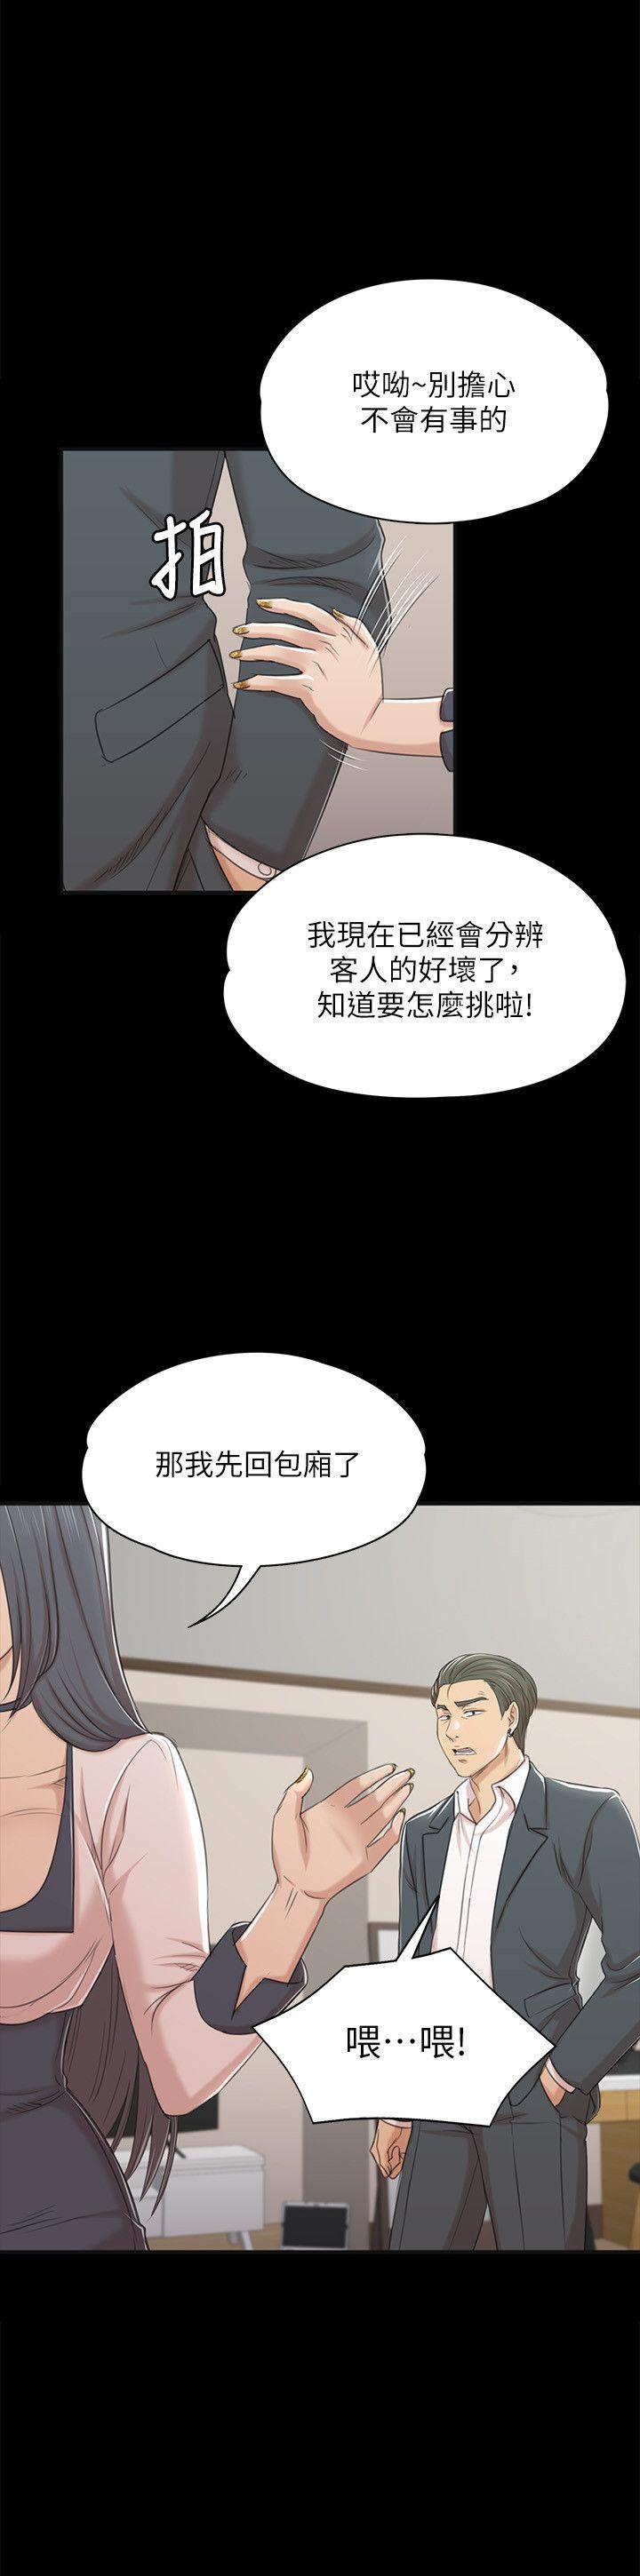 哎呦~別擔心
不會有事的
拍
我現在已經會分辨
客人的好壞了，
知道要怎麼挑啦!
那我先回包廂了
喂…喂!